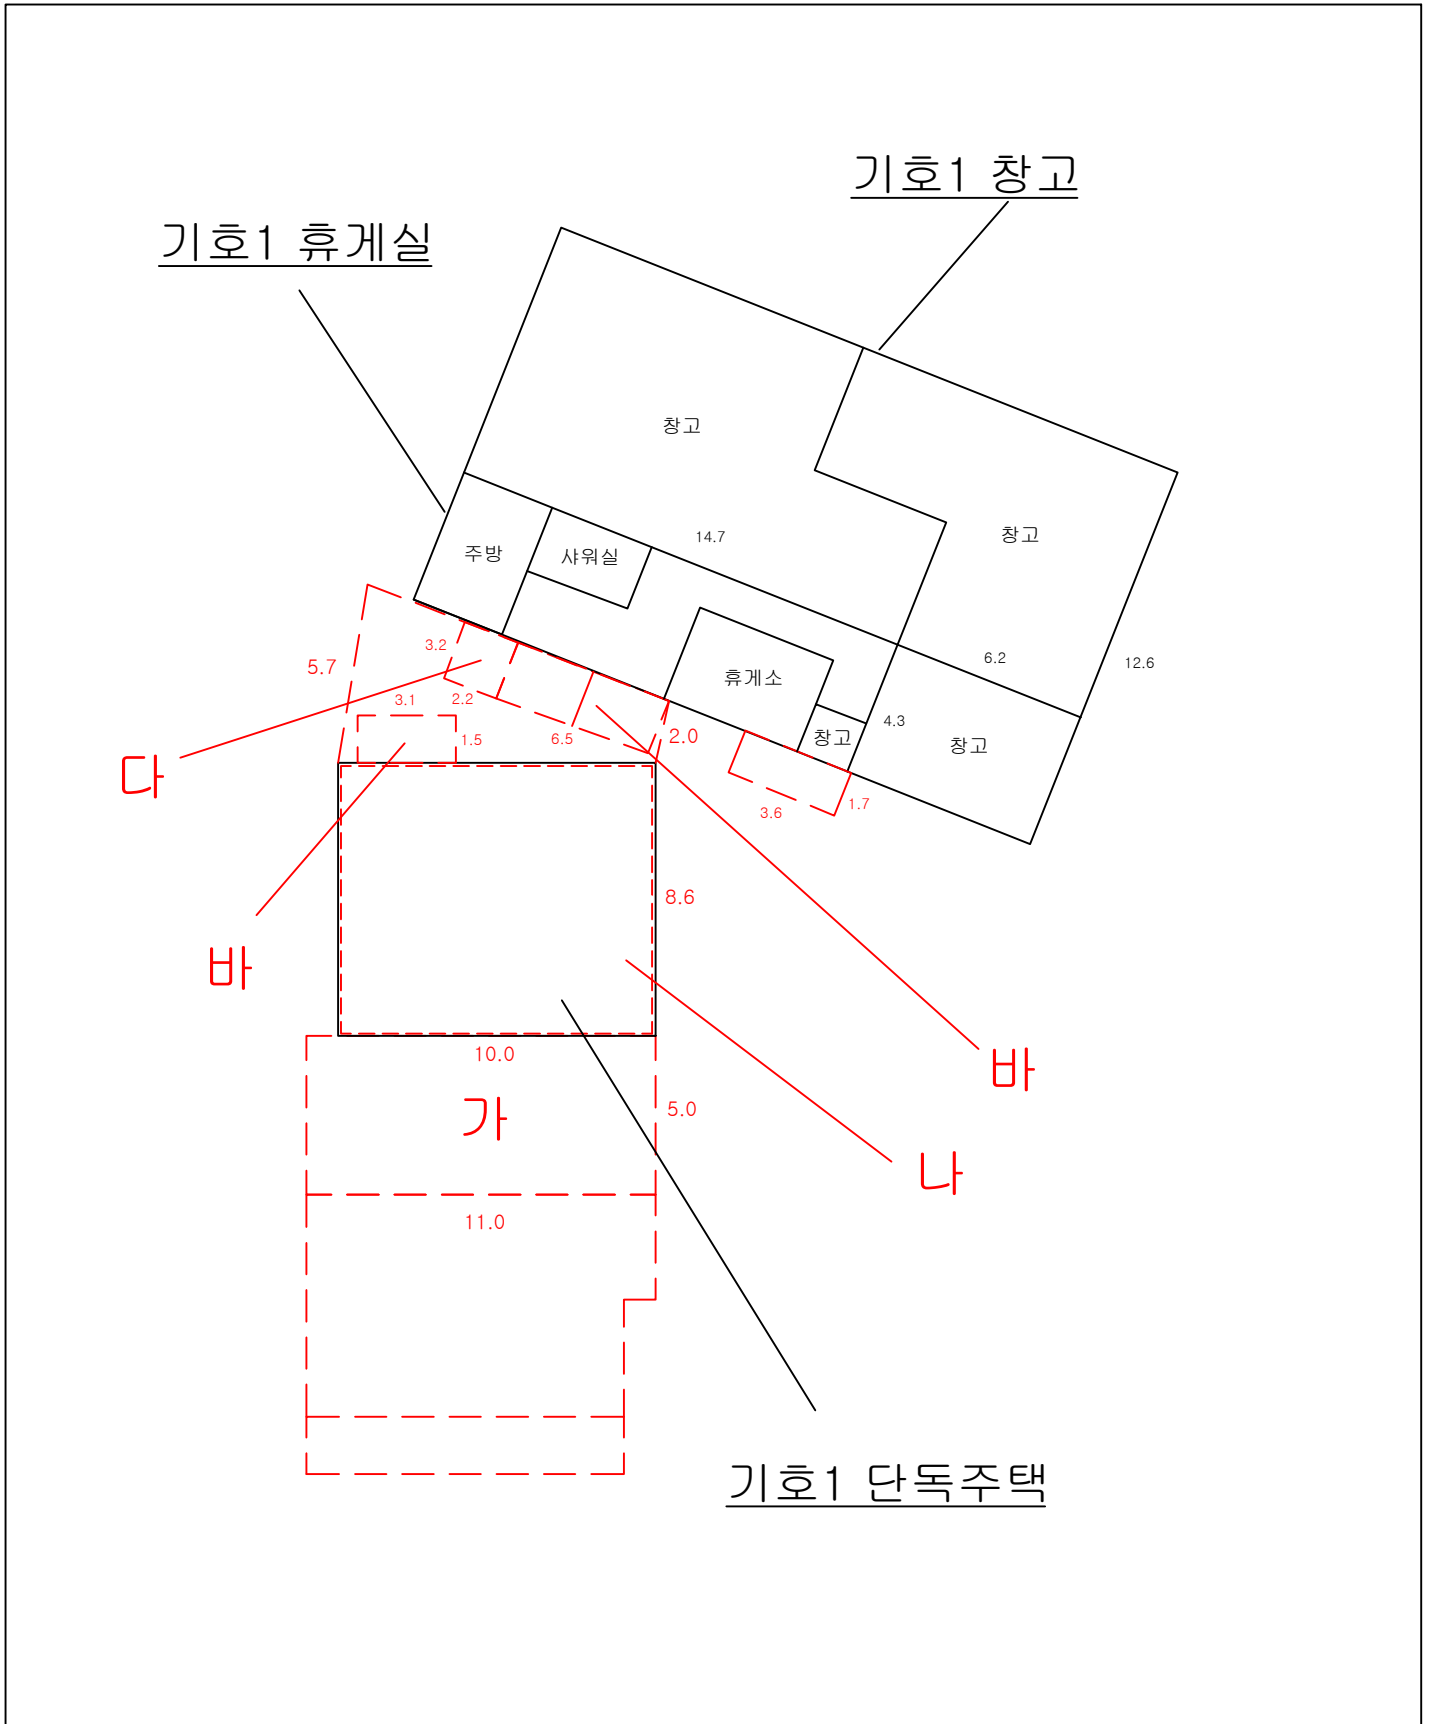 기호1 창고
기호1 휴게실
창고
창고
14.7
주방
샤워실
3.2
5.7
6.2
12.6
휴게소
3.1
2.2
4.3
1.5
6.5
2.0
창고
창고
다
3.6
1.7
8.6
바
10.0
바
가
5.0
나
11.0
기호1 단독주택